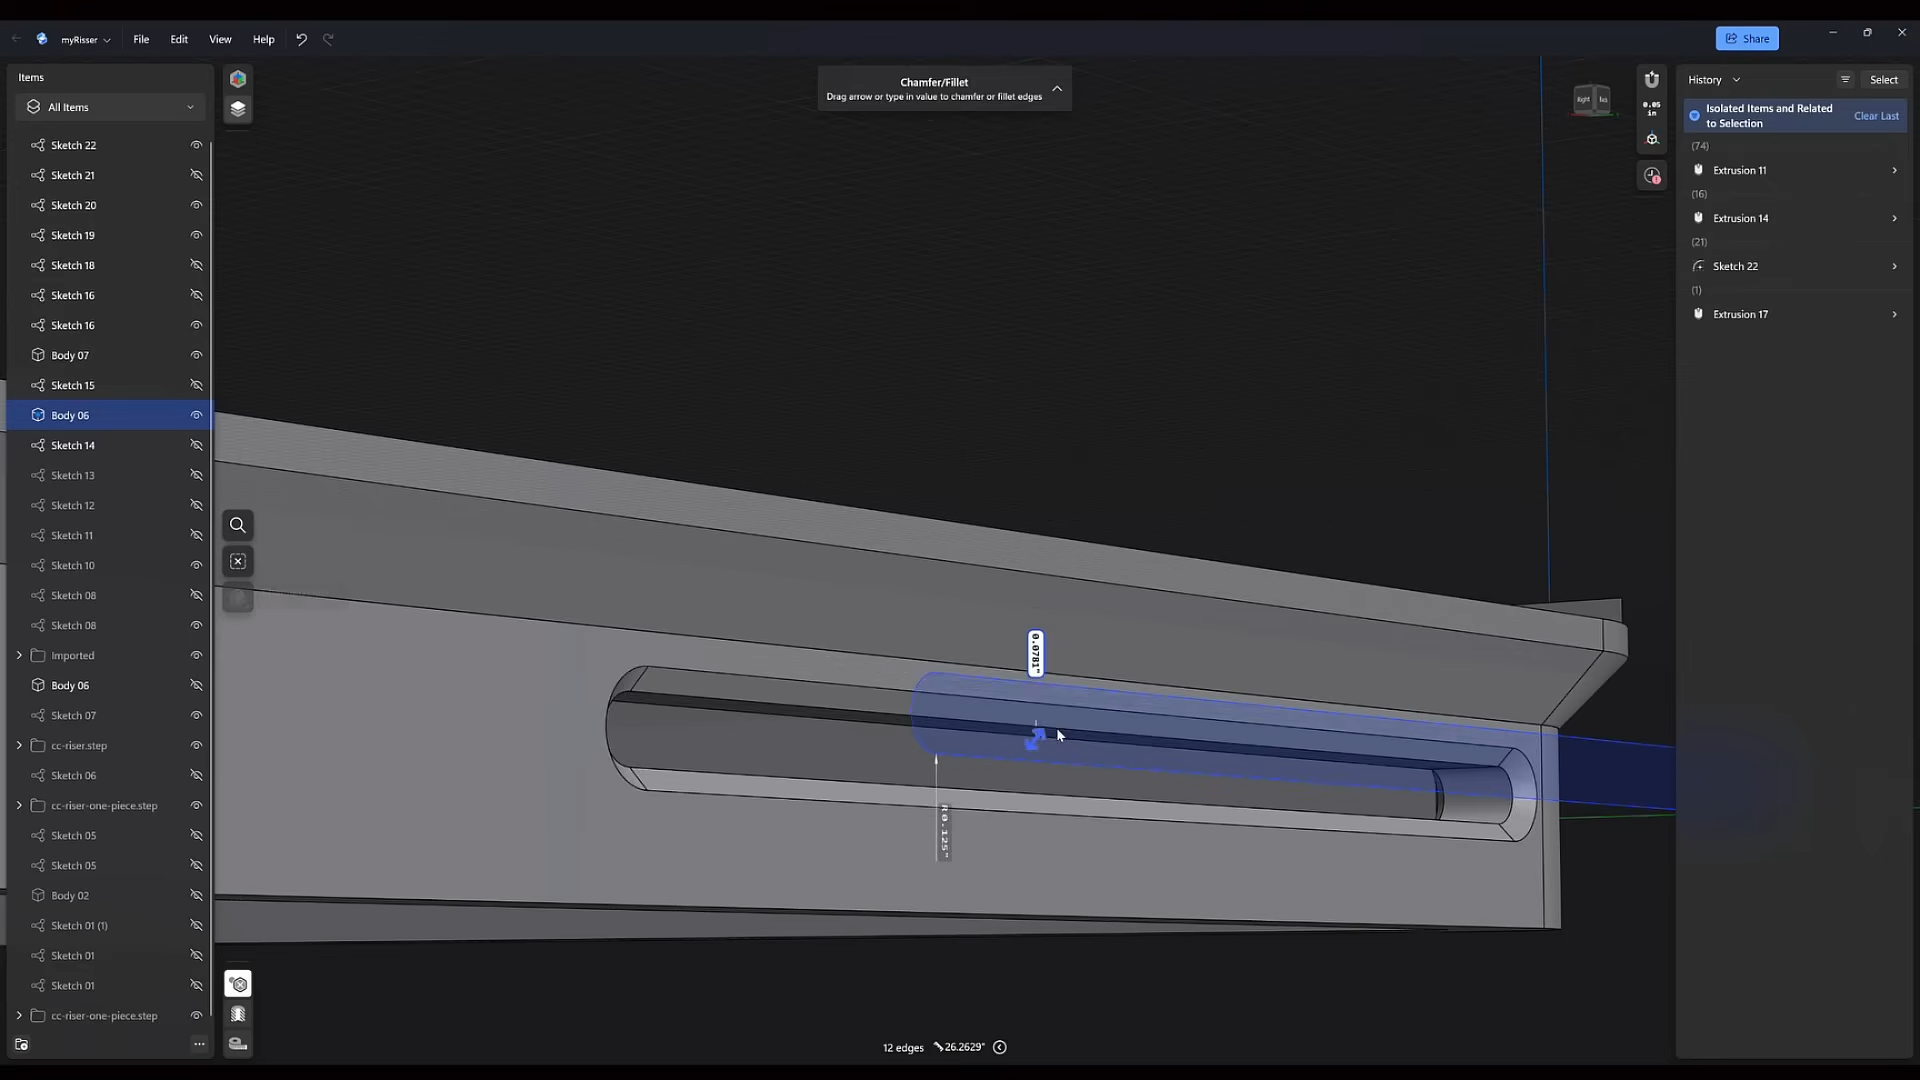 myRisser
File
Edit
View
Help
Share
Items
All Items
Sketch 22
Sketch 21
Sketch 20
Sketch 19
Sketch 18
Sketch 16
Sketch 16
Body 07
Sketch 15
Body 06
Sketch 14
Sketch 13
Sketch 12
Sketch 11
Sketch 10
Sketch 08
Sketch 08
Imported
Body 06
Sketch 07
cc-riser.step
Sketch 06
cc-riser-one-piece.step
Sketch 05
Sketch 05
Body 02
Sketch 01 (1)
Sketch 01
Sketch 01
cc-riser-one-piece.step
Chamfer/Fillet
Drag arrow or type in value to chamfer or fillet edges
0.0781"
R0.125"
12 edges
26.2629"
Right
0.05
in
History
Select
Isolated Items and Related
to Selection
Clear Last
(74)
Extrusion 11
(16)
Extrusion 14
(21)
Sketch 22
(1)
Extrusion 17